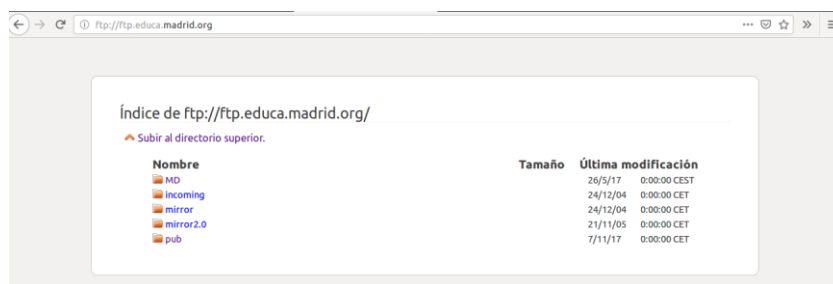 ftp://ftp.educa.madrid.org
Índice de ftp://ftp.educa.madrid.org/
Subir al directorio superior.
Nombre Tamaño Última modificación
MD 26/5/17 0:00:00 CEST
incoming 24/12/04 0:00:00 CET
mirror 24/12/04 0:00:00 CET
mirror2.0 21/11/05 0:00:00 CET
pub 7/11/17 0:00:00 CET